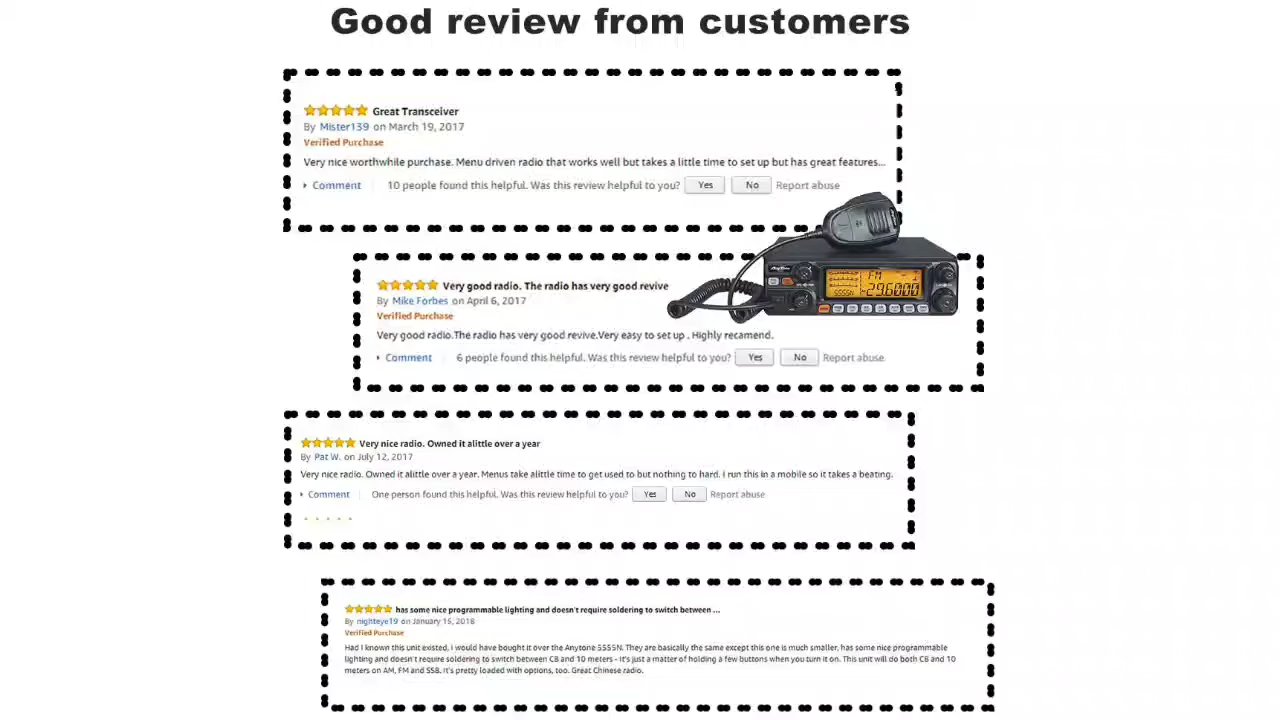 Good review from customers
Great Transceiver
By Mister139 on March 19, 2017
Verified Purchase
Very nice worthwhile purchase. Menu driven radio that works well but takes a little time to set up but has great features...
Comment 10 people found this helpful. Was this review helpful to you? Yes No Report abuse
Very good radio. The radio has very good revive
By Mike Forbes on April 6, 2017
Verified Purchase
Very good radio.The radio has very good revive.Very easy to set up . Highly recamend.
Comment 6 people found this helpful. Was this review helpful to you? Yes No Report abuse
AnyTone
FM
5555N 29.6000
Very nice radio. Owned it alittle over a year
By Pat W. on July 12, 2017
Very nice radio. Owned it alittle over a year. Menus take alittle time to get used to but nothing to hard. I run this in a mobile so it takes a beating.
Comment One person found this helpful. Was this review helpful to you? Yes No Report abuse
has some nice programmable lighting and doesn't require soldering to switch between ...
By nighteye19 on January 16, 2018
Verified Purchase
Had I known this unit existed, I would have bought it over the Anytone 5555N. They are basically the same except this one is much smaller, has some nice programmable
lighting and doesn't require soldering to switch between CB and 10 meters - it's just a matter of holding a few buttons when you turn it on. This unit will do both CB and 10
meters on AM, FM and SSB. It's pretty loaded with options, too. Great Chinese radio.